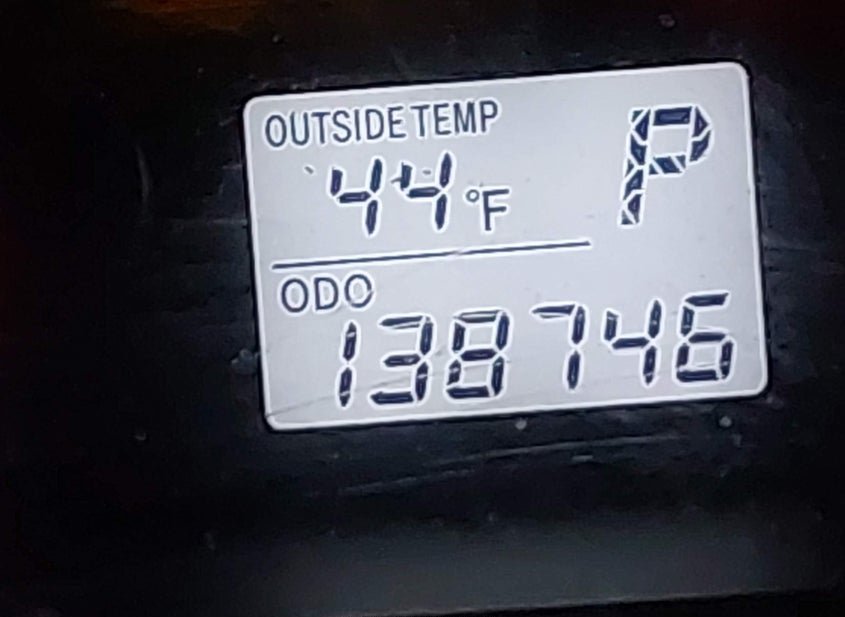 OUTSIDE TEMP
44°F
P
ODO
138746